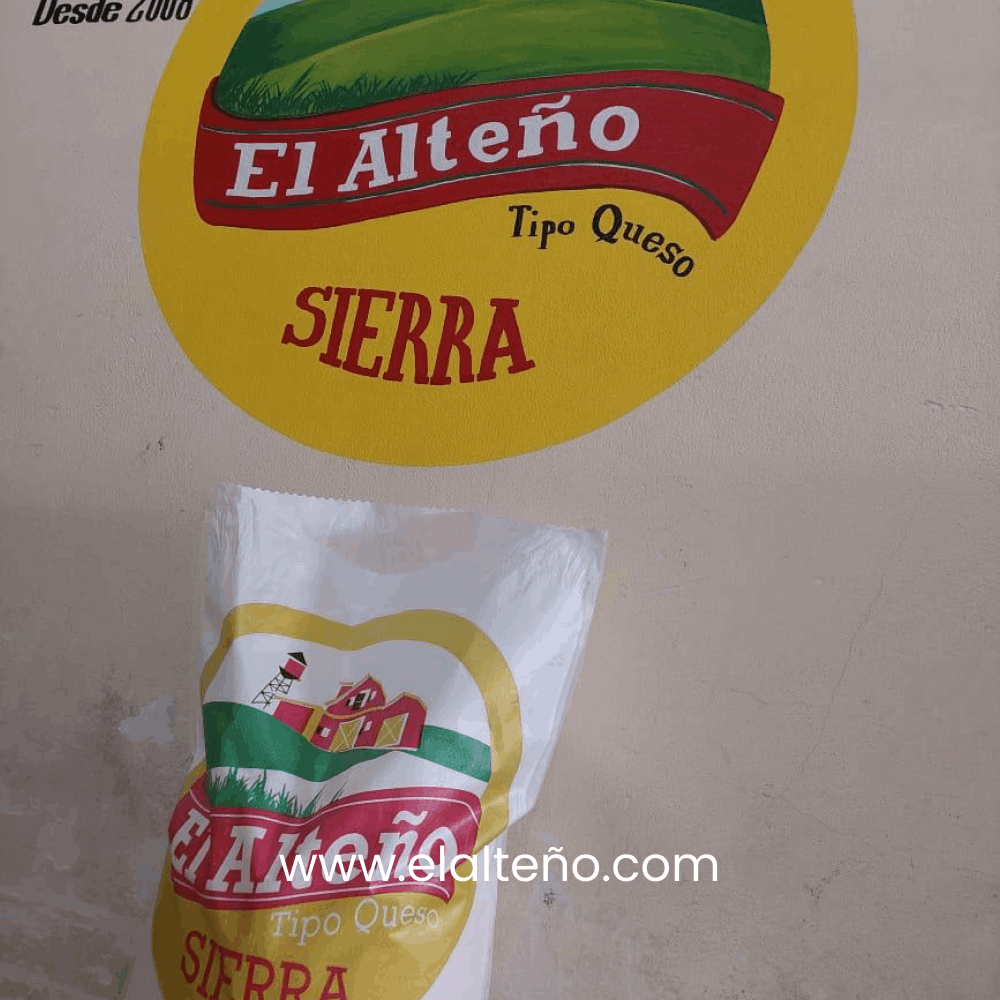 Desde 2008
El Alteño
Tipo Queso
SIERRA
El Alteño
www.elalteño.com
Tipo Queso
SIERRA